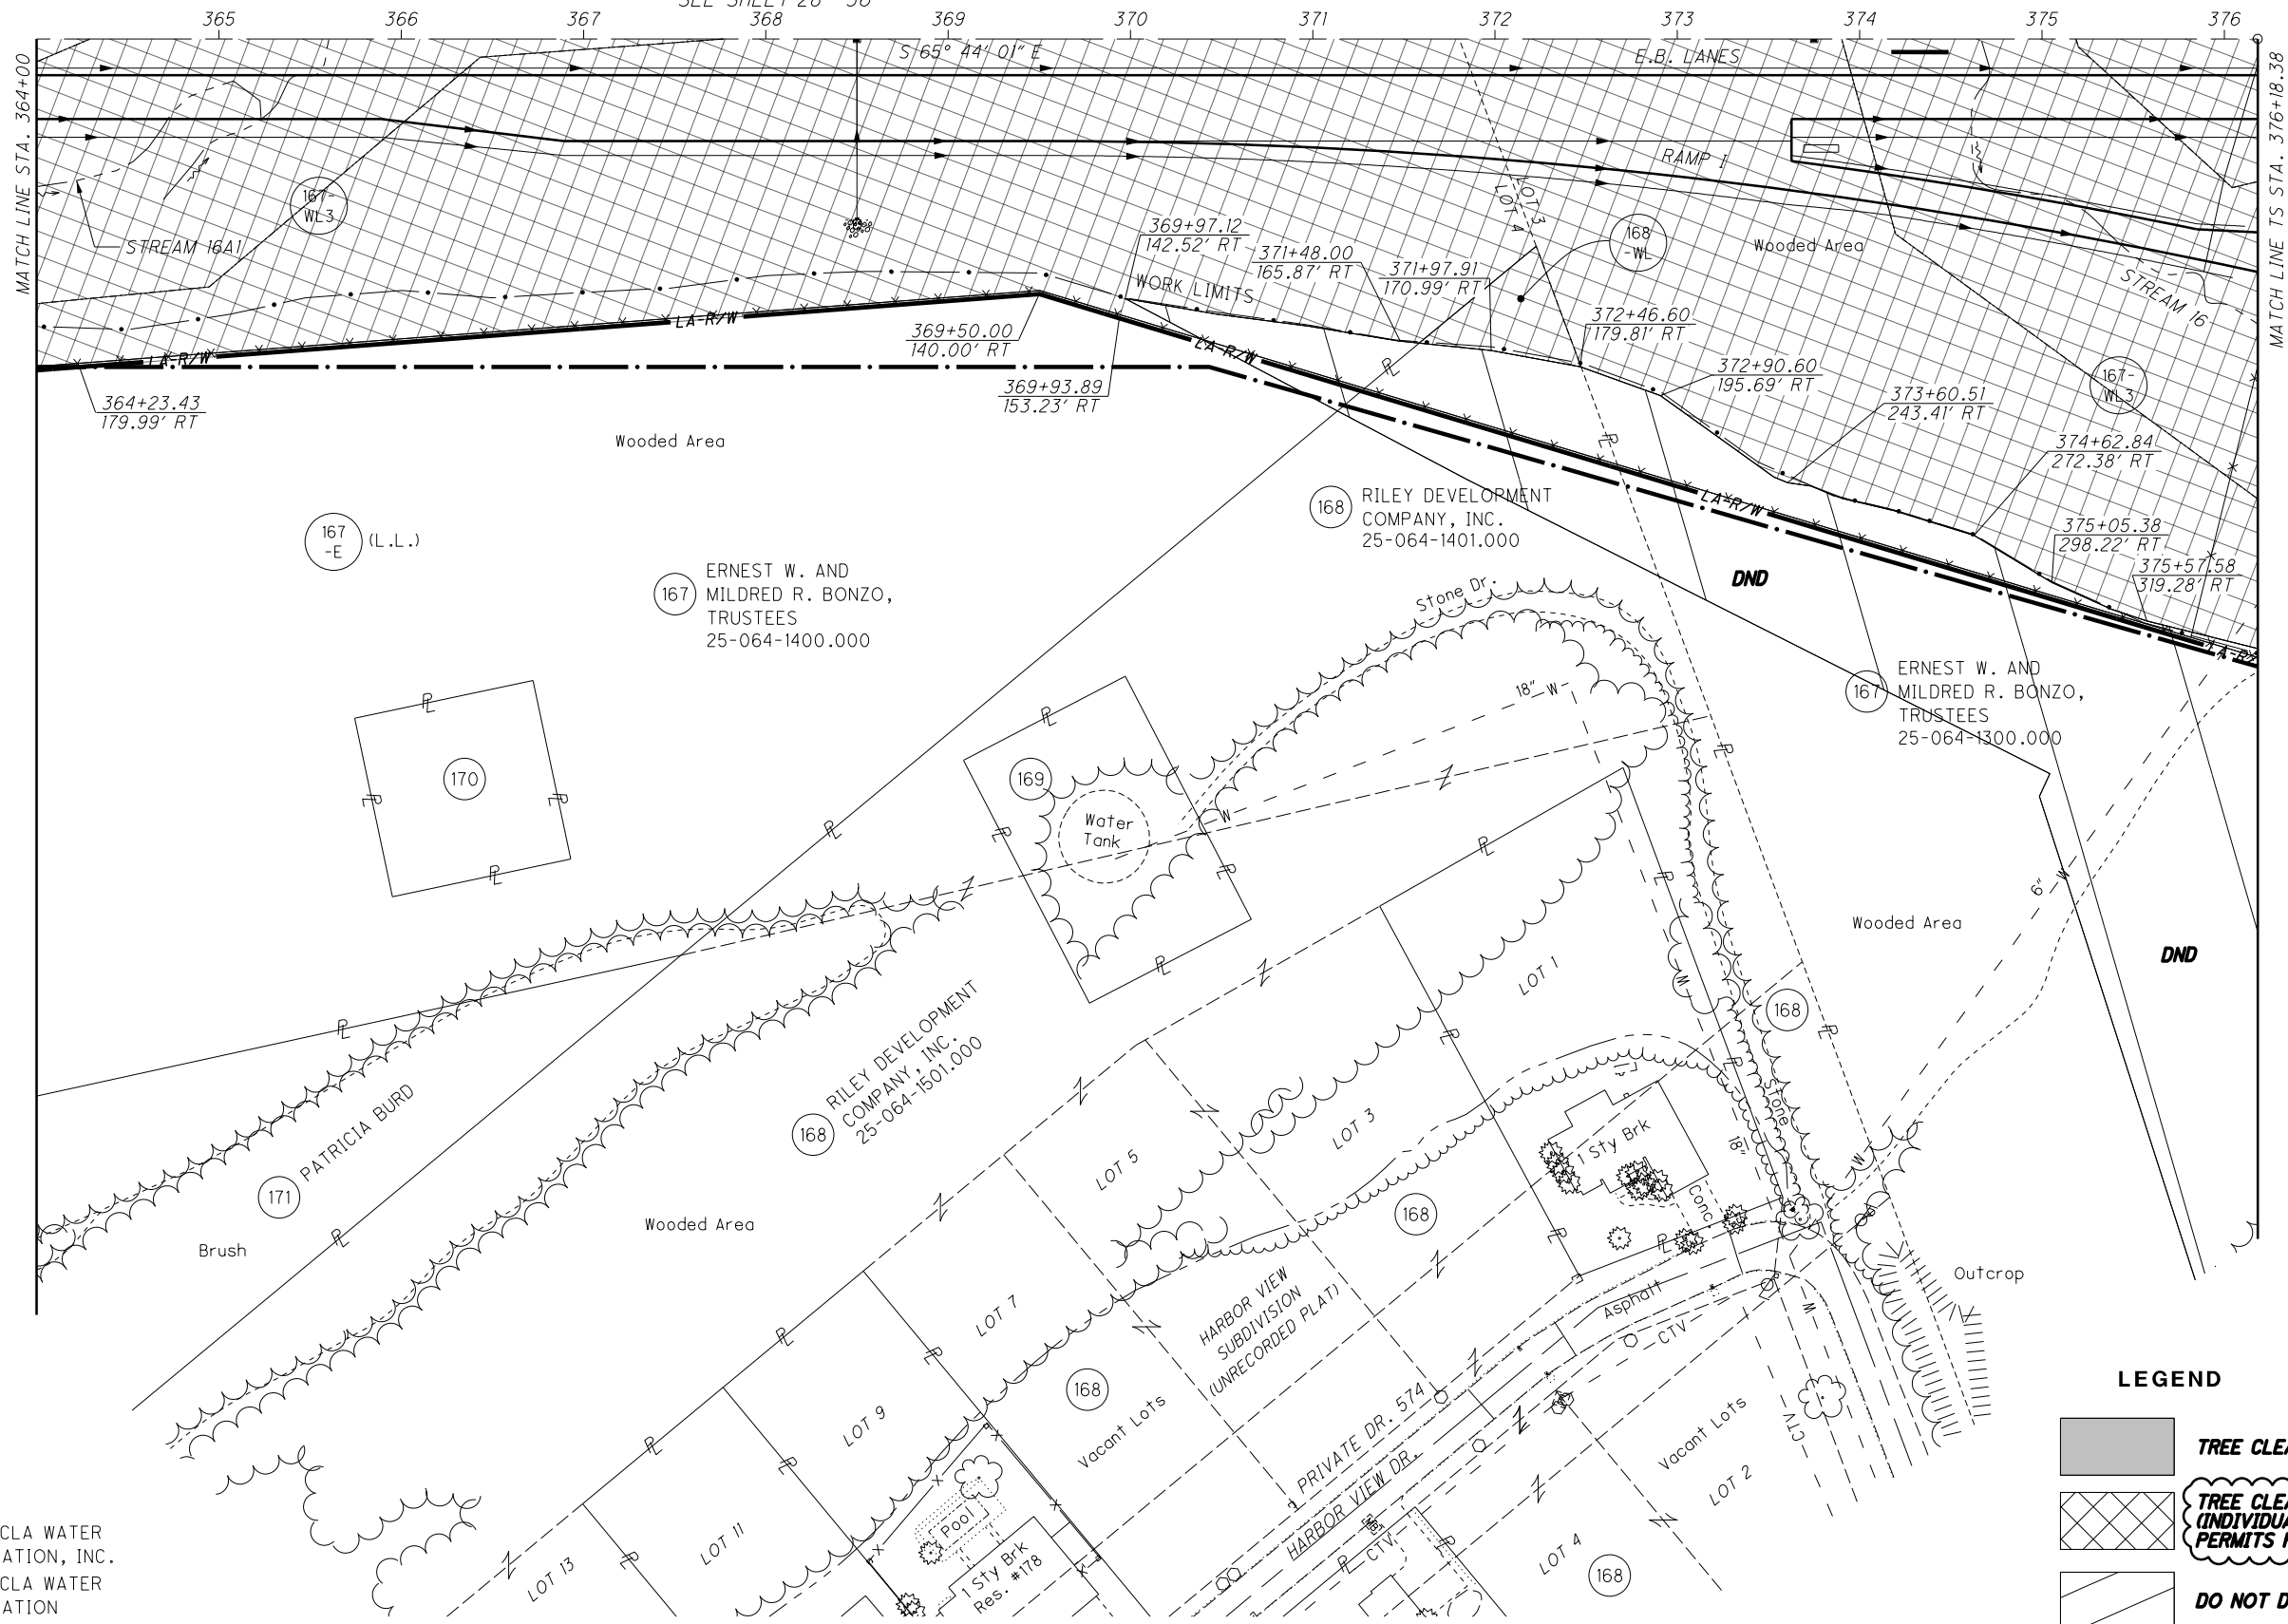 365 366 367 368 369 370 371 372 373 374 375 376
MATCH LINE STA. 364+00
MATCH LINE STA. 376+18.38
S 65° 44' 01" E
E.B. LANES
RAMP I
167-
WL3
STREAM 16A1
LOT 3
LOT A
168
-WL
Wooded Area
STREAM 16
369+97.12
142.52' RT
371+48.00
165.87' RT
371+97.91
170.99' RT
WORK LIMITS
372+46.60
179.81' RT
369+50.00
140.00' RT
LA-R/W
LA-R/W
LA-R/W
369+93.89
153.23' RT
364+23.43
179.99' RT
372+90.60
195.69' RT
373+60.51
243.41' RT
167-
WL3
374+62.84
272.38' RT
375+05.38
298.22' RT
375+57.58
319.28' RT
LA-R/W
Wooded Area
167
-E
(L.L.)
167
ERNEST W. AND
MILDRED R. BONZO,
TRUSTEES
25-064-1400.000
168
RILEY DEVELOPMENT
COMPANY, INC.
25-064-1401.000
DND
Stone Dr.
167
ERNEST W. AND
MILDRED R. BONZO,
TRUSTEES
25-064-1300.000
18" W
170
169
Water
Tank
W
6" W
Wooded Area
DND
LOT 1
168
168
RILEY DEVELOPMENT
COMPANY, INC.
25-064-1501.000
171
PATRICIA BURD
Brush
Wooded Area
LOT 5
LOT 3
168
1 Sty Brk
Conc.
Stone
18"
W
Outcrop
Asphalt
CTV
W
CTV
LOT 7
HARBOR VIEW
SUBDIVISION
(UNRECORDED PLAT)
168
Vacant Lots
LOT 9
PRIVATE DR. 574
HARBOR VIEW DR.
Vacant Lots
LOT 2
LOT 4
168
CTV
Pool
1 Sty Brk
Res. #178
LOT 11
LOT 13
CLA WATER
ATION, INC.
CLA WATER
ATION
LEGEND
TREE CLEA
TREE CLEA
(INDIVIDUA
PERMITS
DO NOT D